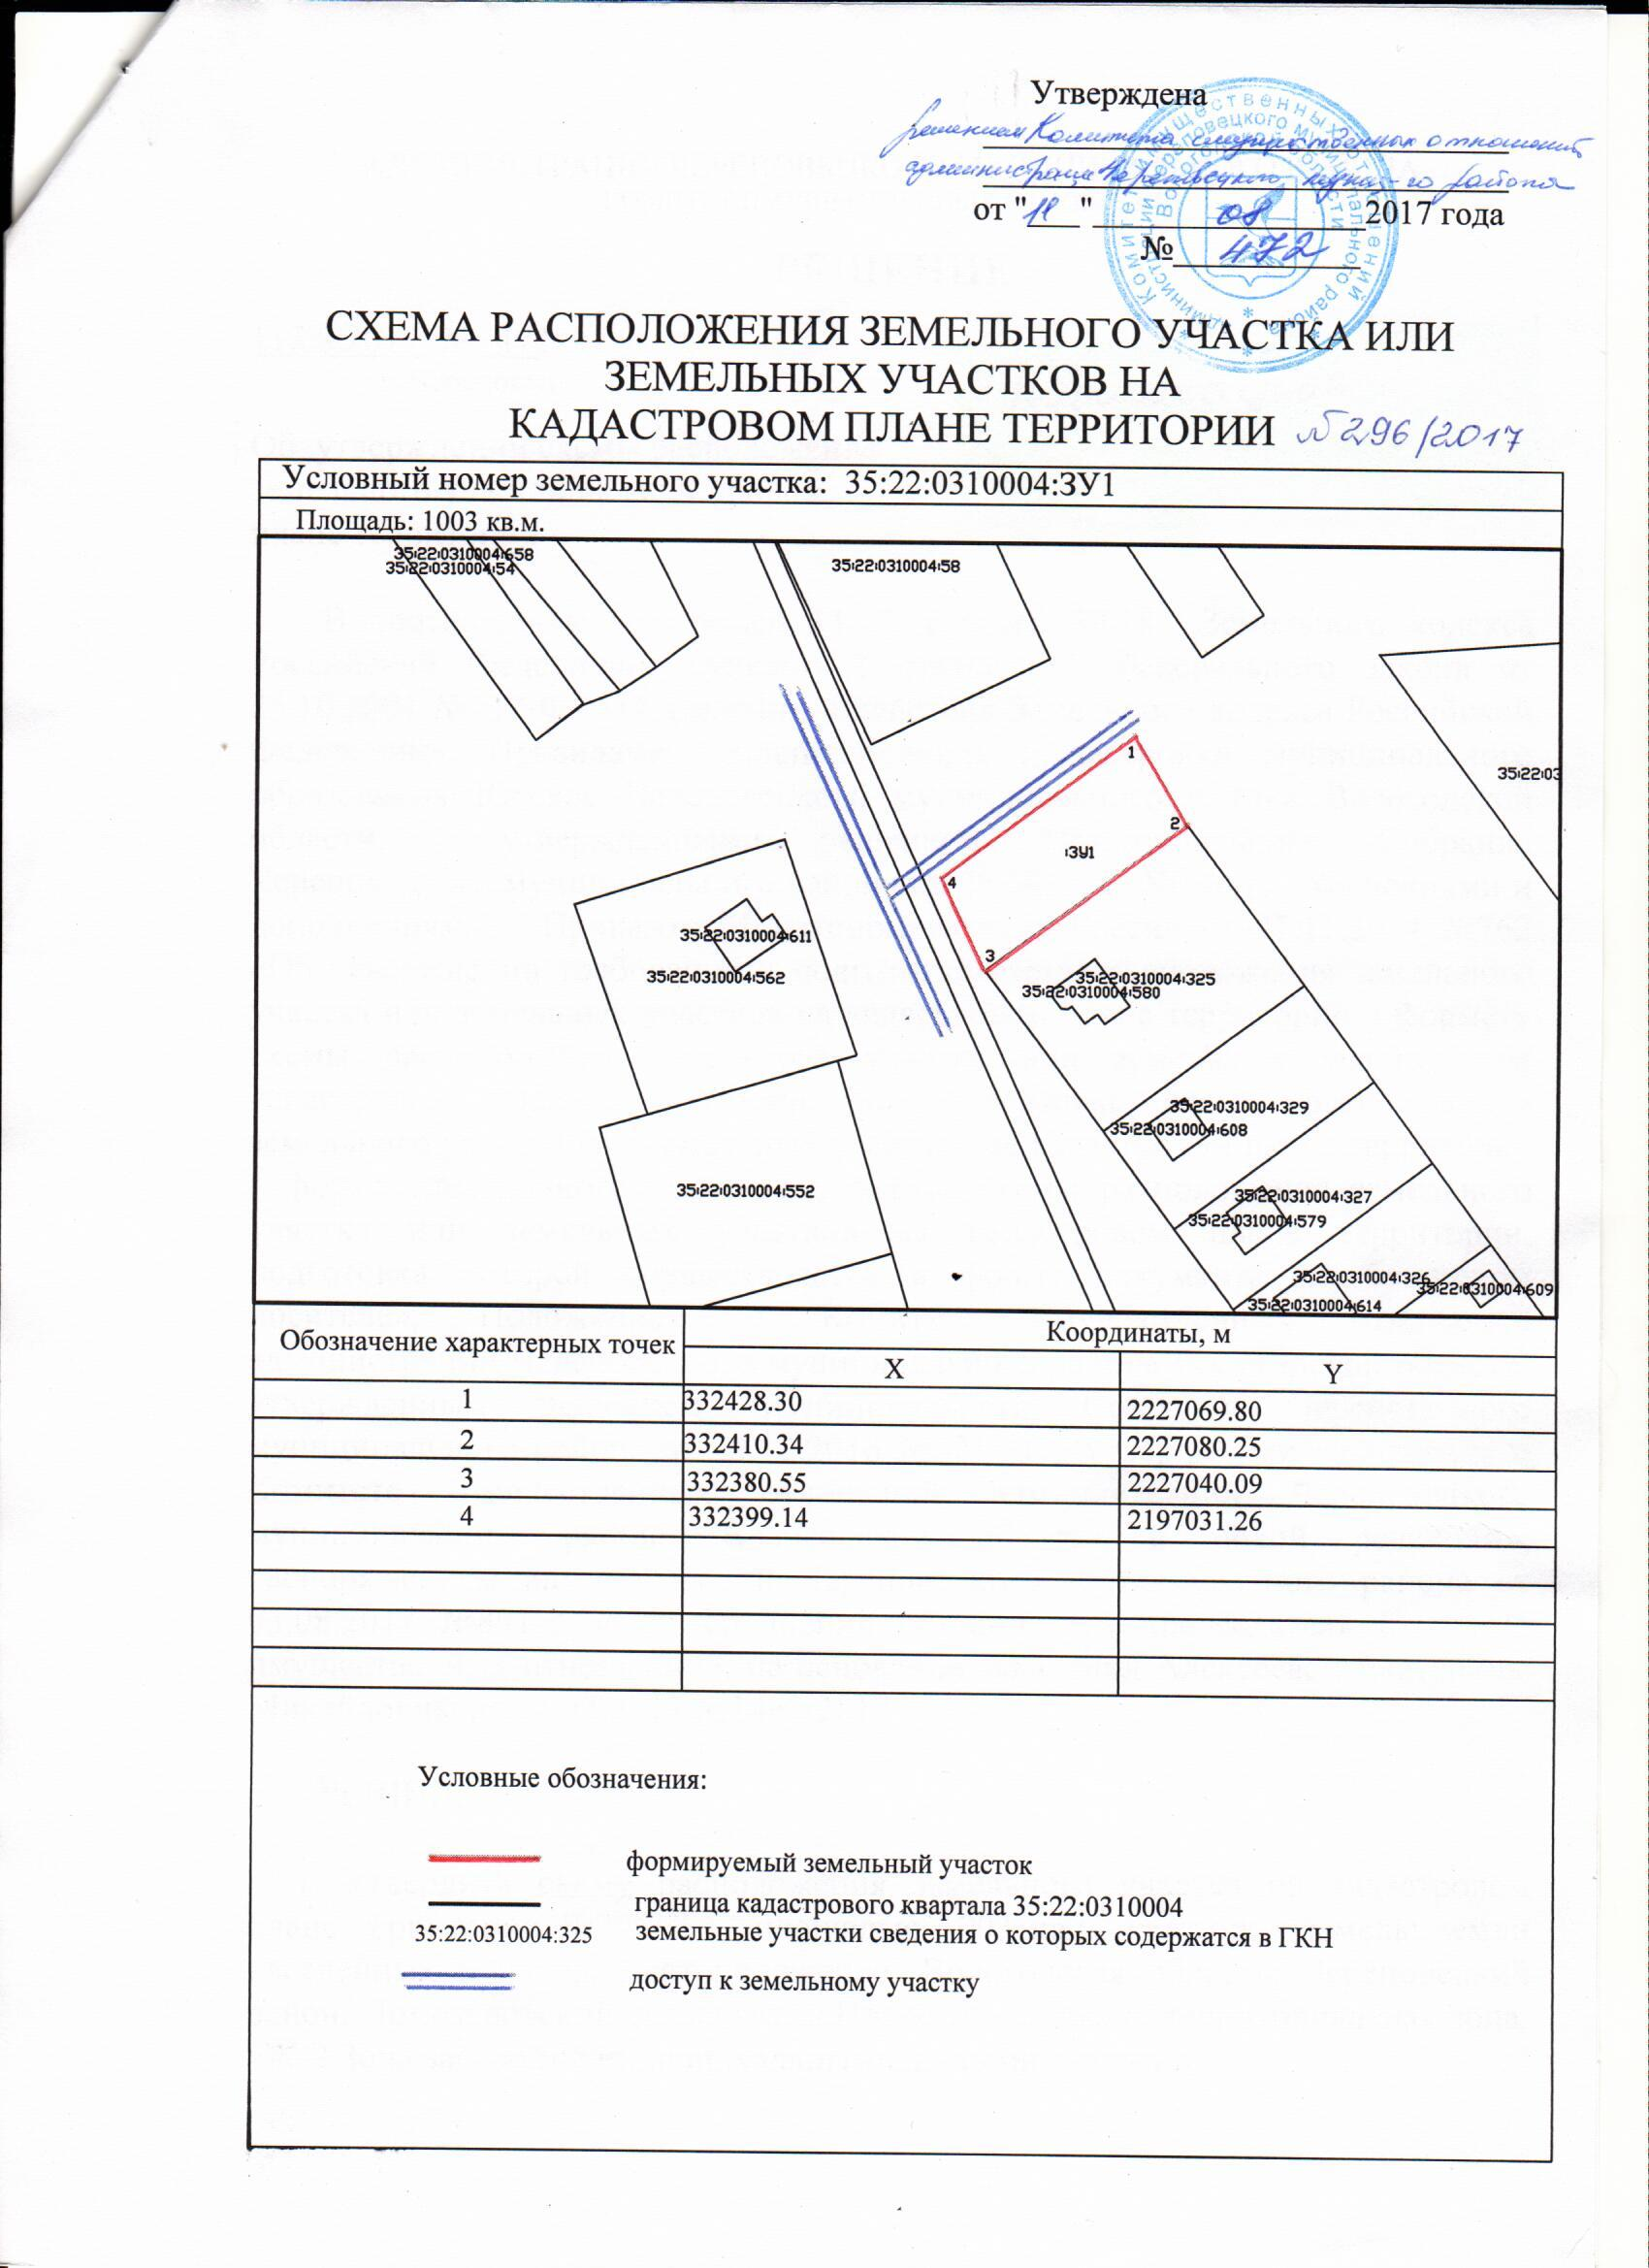 Утверждена
решением Комитета имущественных отношений
администрации Череповецкого муниц-го района
от "11" 08 2017 года
№ 472
СХЕМА РАСПОЛОЖЕНИЯ ЗЕМЕЛЬНОГО УЧАСТКА ИЛИ
ЗЕМЕЛЬНЫХ УЧАСТКОВ НА
КАДАСТРОВОМ ПЛАНЕ ТЕРРИТОРИИ №296/2017
Условный номер земельного участка: 35:22:0310004:ЗУ1
Площадь: 1003 кв.м.
35:22:0310004:658
35:22:0310004:54
35:22:0310004:58
35:22:03
1
2
:ЗУ1
4
3
35:22:0310004:611
35:22:0310004:562
35:22:0310004:325
35:22:0310004:580
35:22:0310004:329
35:22:0310004:608
35:22:0310004:552
35:22:0310004:327
35:22:0310004:579
35:22:0310004:326
35:22:0310004:609
35:22:0310004:614
Обозначение характерных точек Координаты, м
X Y
1 332428.30 2227069.80
2 332410.34 2227080.25
3 332380.55 2227040.09
4 332399.14 2197031.26
Условные обозначения:
формируемый земельный участок
граница кадастрового квартала 35:22:0310004
35:22:0310004:325 земельные участки сведения о которых содержатся в ГКН
доступ к земельному участку